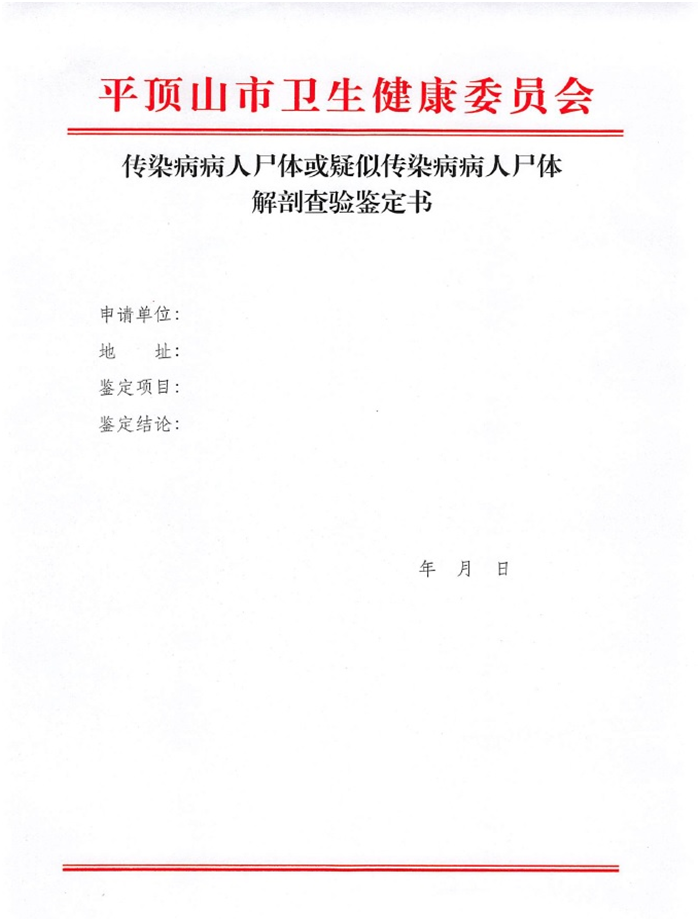 平顶山市卫生健康委员会
传染病病人尸体或疑似传染病病人尸体
解剖查验鉴定书
申请单位：
地　　址：
鉴定项目：
鉴定结论：
年　月　日